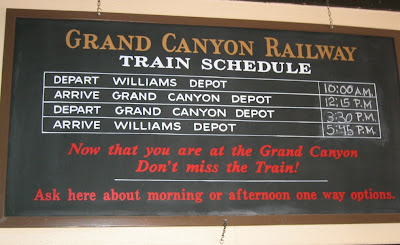 GRAND CANYON RAILWAY
TRAIN SCHEDULE
DEPART WILLIAMS DEPOT 10:00 A.M.
ARRIVE GRAND CANYON DEPOT 12:15 P.M
DEPART GRAND CANYON DEPOT 3:30 P.M.
ARRIVE WILLIAMS DEPOT 5:45 P.M.
Now that you are at the Grand Canyon
Don't miss the Train!
Ask here about morning or afternoon one way options.